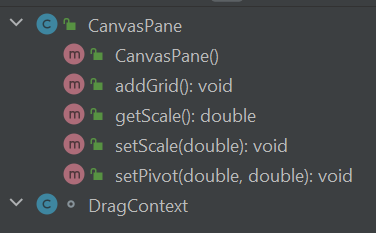 CanvasPane
CanvasPane()
addGrid(): void
getScale(): double
setScale(double): void
setPivot(double, double): void
DragContext